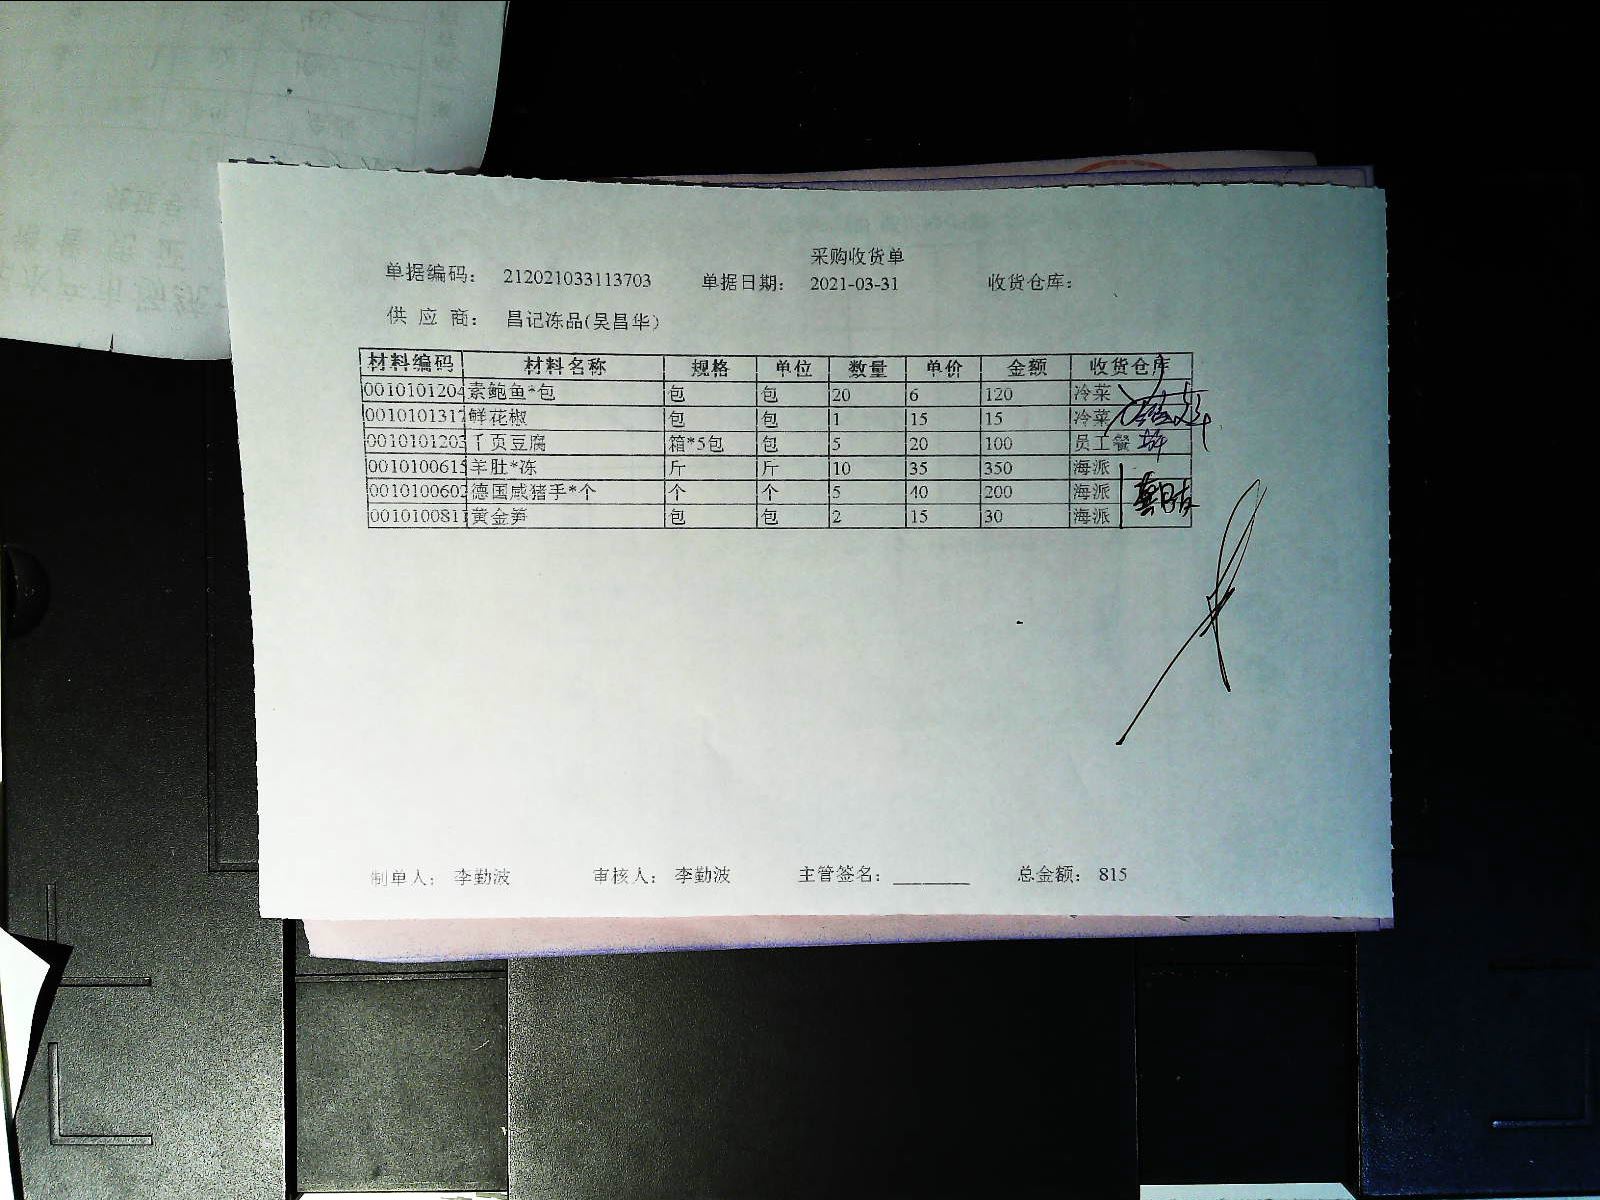 采购收货单
单据编码： 212021033113703 单据日期： 2021-03-31 收货仓库：
供 应 商： 昌记冻品(吴昌华)
材料编码 材料名称 规格 单位 数量 单价 金额 收货仓库
0010101204 素鲍鱼*包 包 包 20 6 120 冷菜
0010101317 鲜花椒 包 包 1 15 15 冷菜
0010101203 千页豆腐 箱*5包 包 5 20 100 员工餐
0010100615 羊肚*冻 斤 斤 10 35 350 海派
0010100602 德国咸猪手*个 个 个 5 40 200 海派
0010100811 黄金笋 包 包 2 15 30 海派
制单人： 李勤波 审核人： 李勤波 主管签名： 总金额： 815